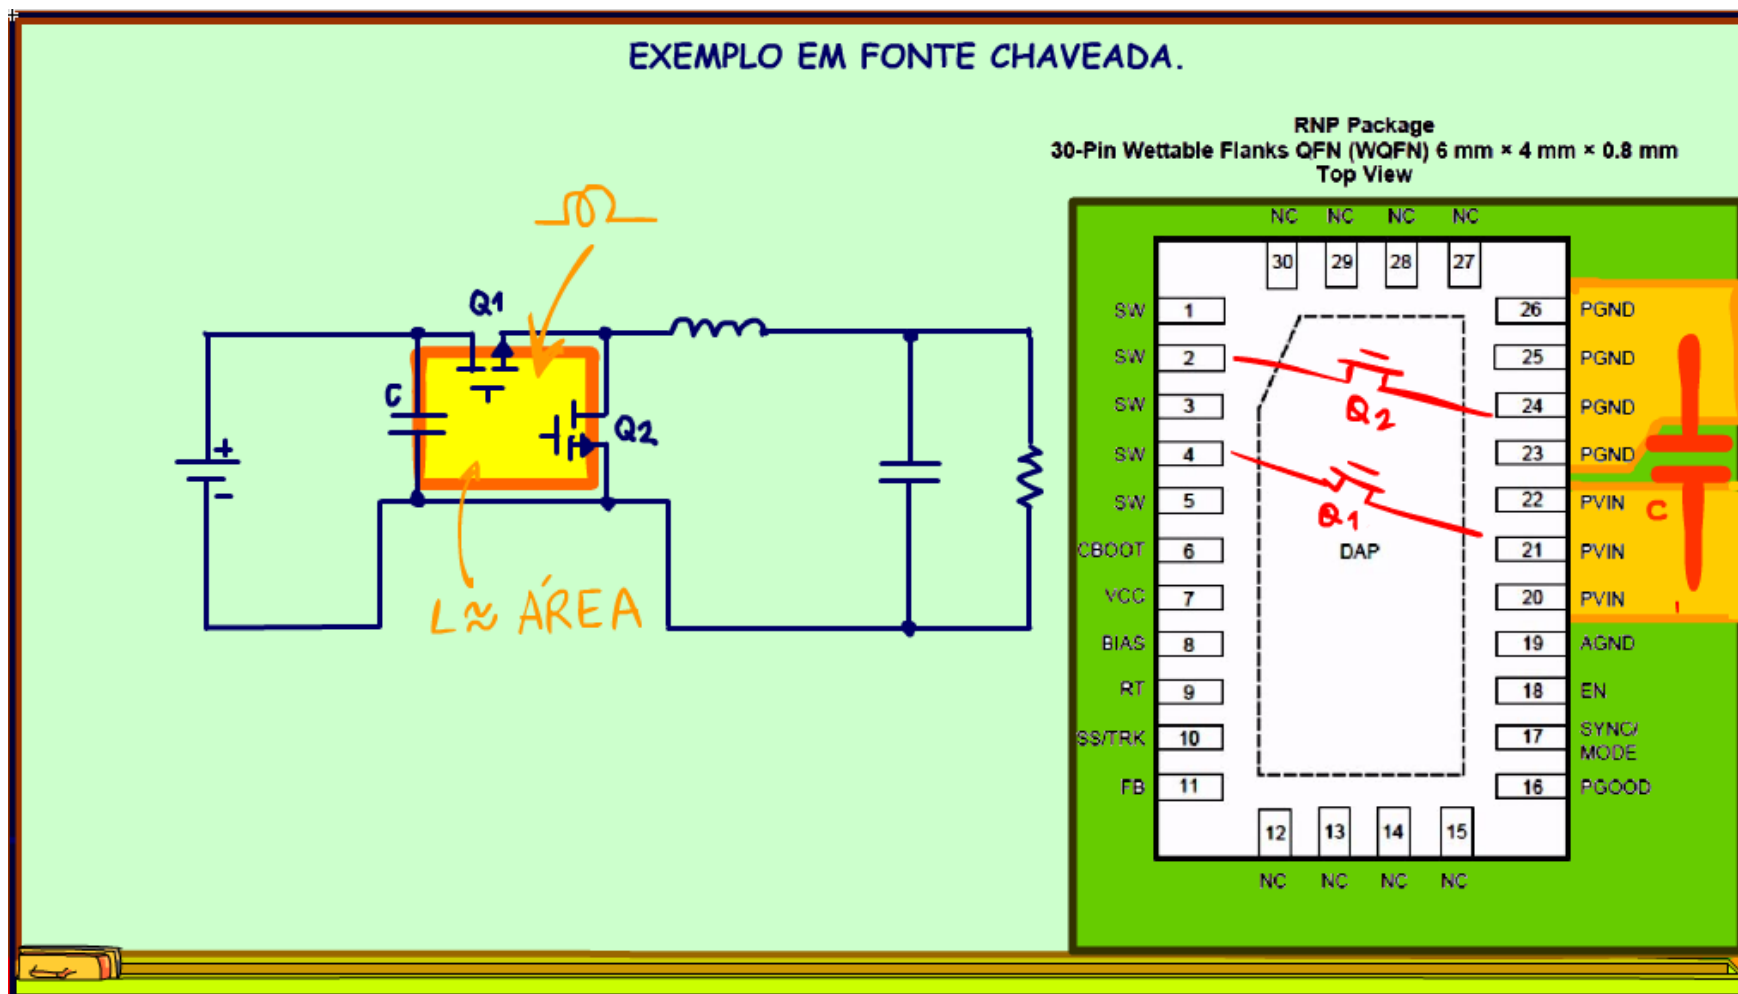 EXEMPLO EM FONTE CHAVEADA.
RNP Package
30-Pin Wettable Flanks QFN (WQFN) 6 mm × 4 mm × 0.8 mm
Top View
Q1
C
Q2
+
-
L≈ ÁREA
NC NC NC NC
30 29 28 27
SW 1 26 PGND
SW 2 25 PGND
SW 3 24 PGND
Q2
SW 4 23 PGND
SW 5 22 PVIN
C
Q1
CBOOT 6 DAP 21 PVIN
VCC 7 20 PVIN
BIAS 8 19 AGND
RT 9 18 EN
SS/TRK 10 17 SYNC/
MODE
FB 11 16 PGOOD
12 13 14 15
NC NC NC NC